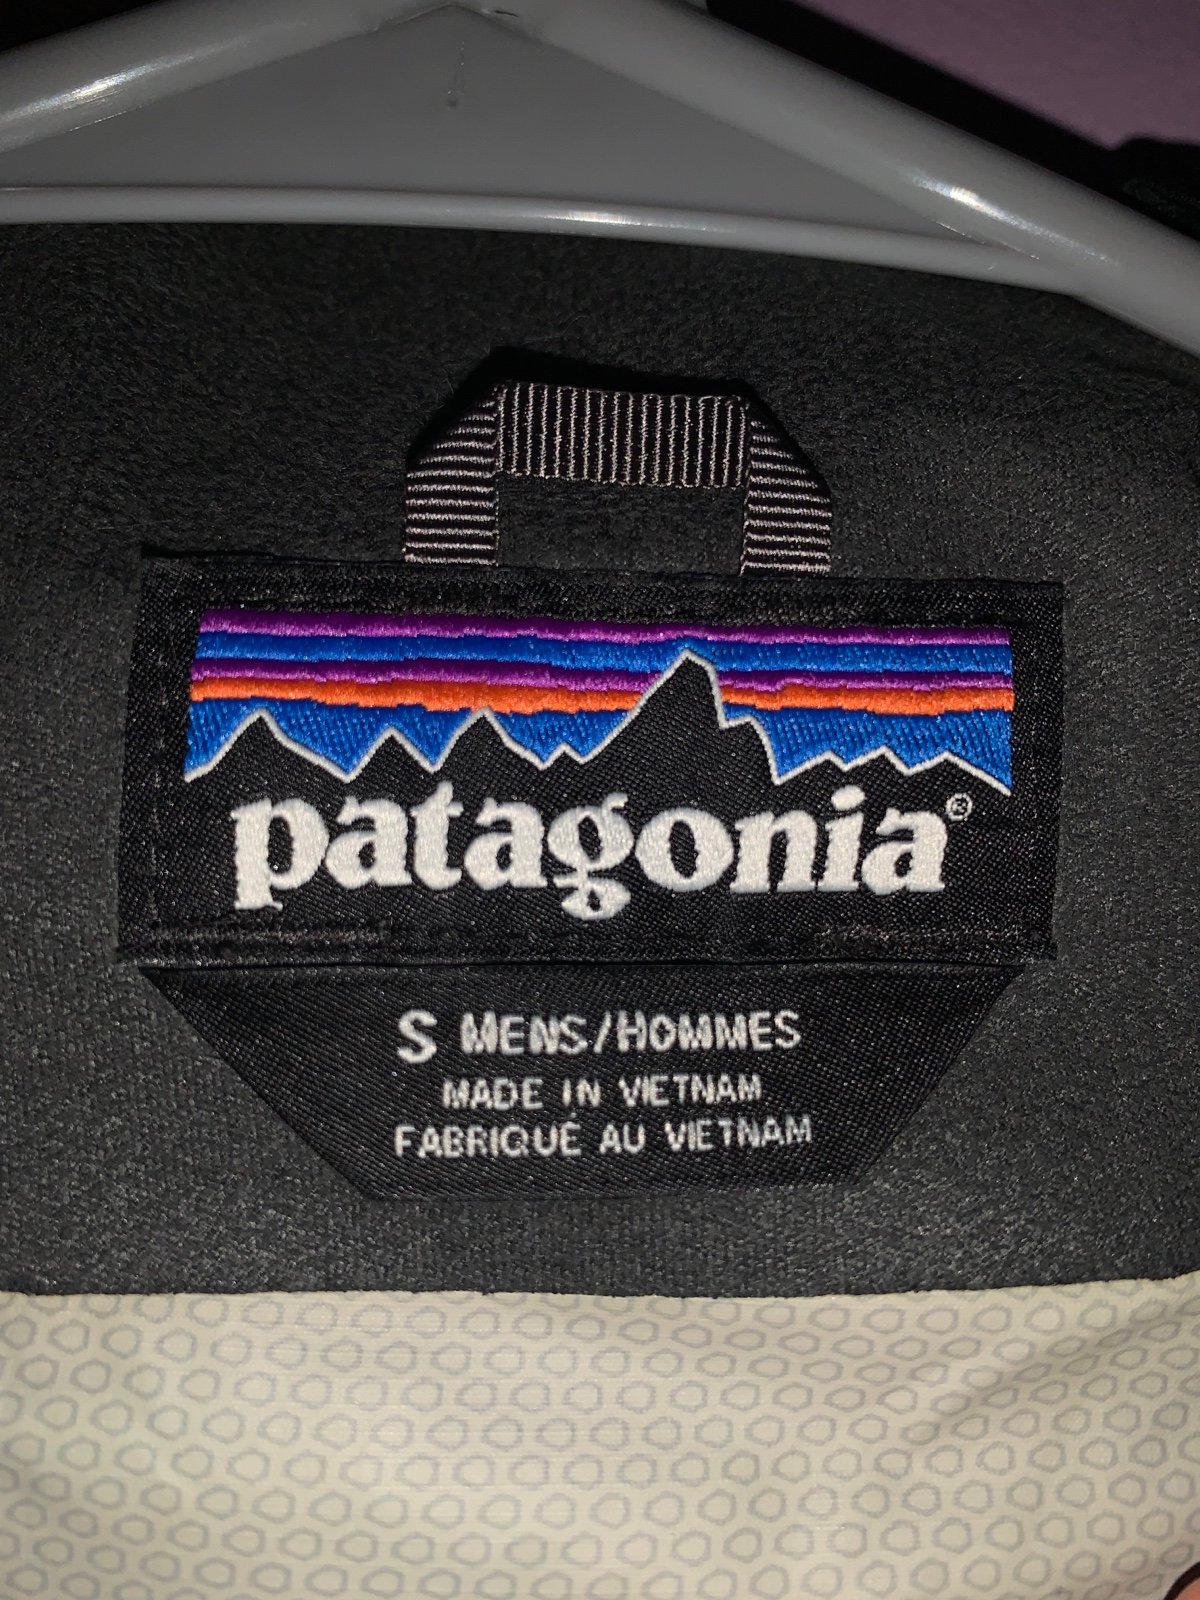 patagonia®
S MENS/HOMMES
MADE IN VIETNAM
FABRIQUÉ AU VIETNAM